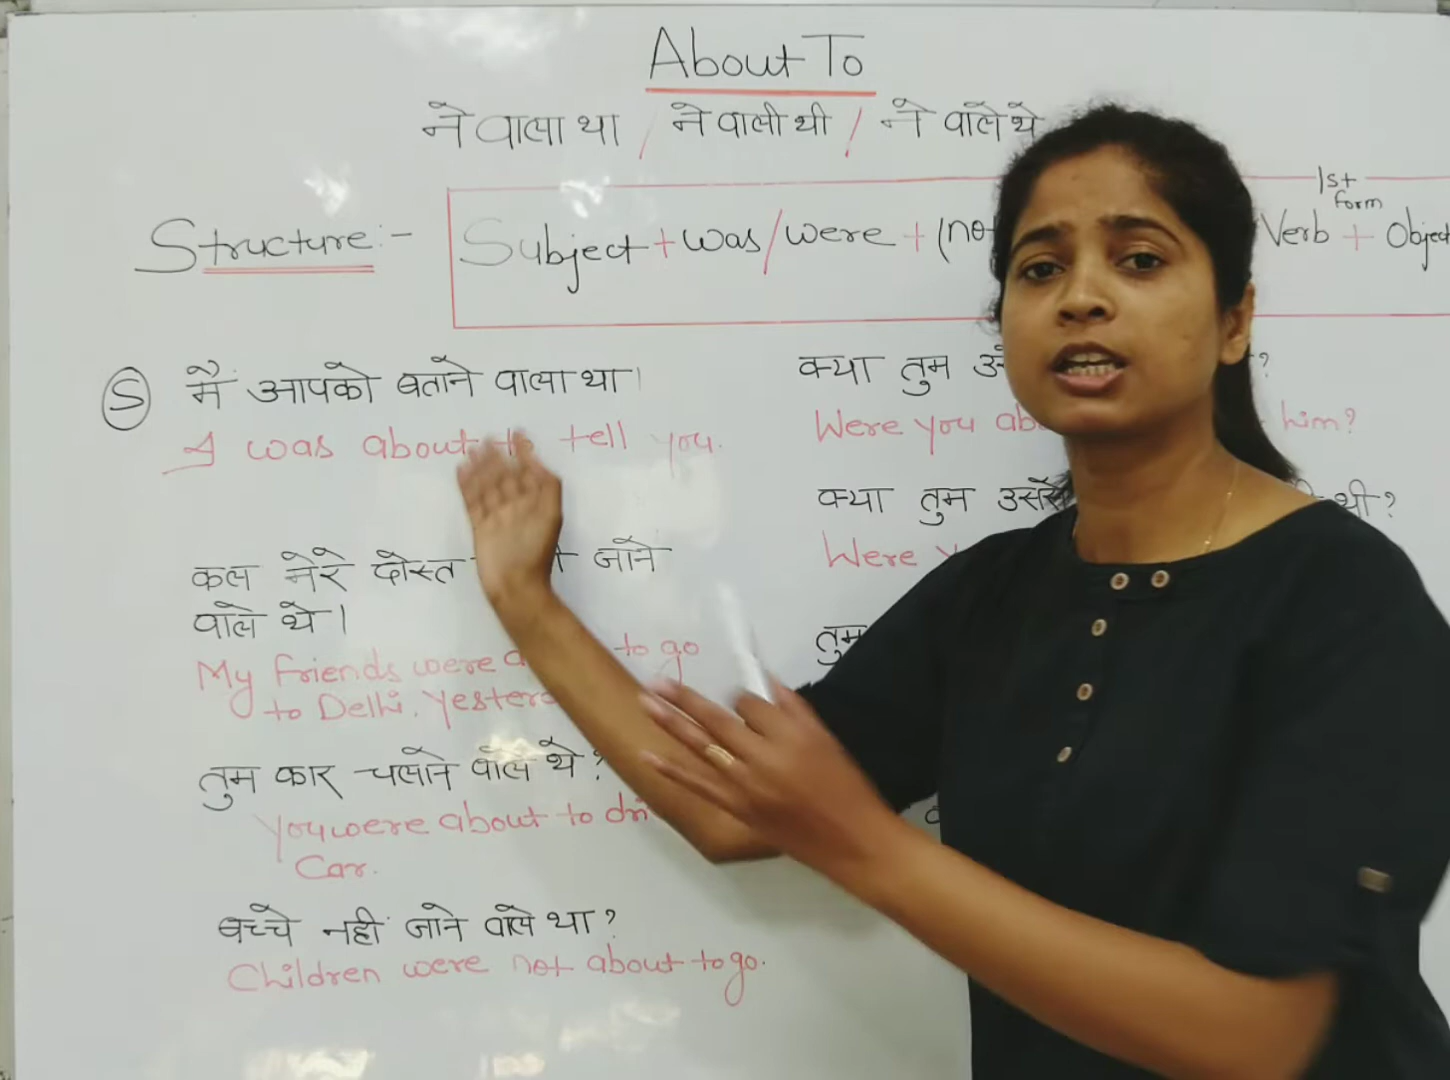 About To
ने वाला था / ने वाली थी / ने वाले थे
1st
form
Structure:- Subject + was/were + (not Verb + Object
(S) मैं आपको बताने वाला था।
I was about to tell you.
कल मेरे दोस्त जाने
वाले थे।
My friends were to go
to Delhi. Yester
तुम कार चलाने वाले थे?
You were about to dri
Car.
बच्चे नहीं जाने वाले था?
Children were not about to go.
क्या तुम ?
Were you him?
क्या तुम उससे थी?
Were
तुम